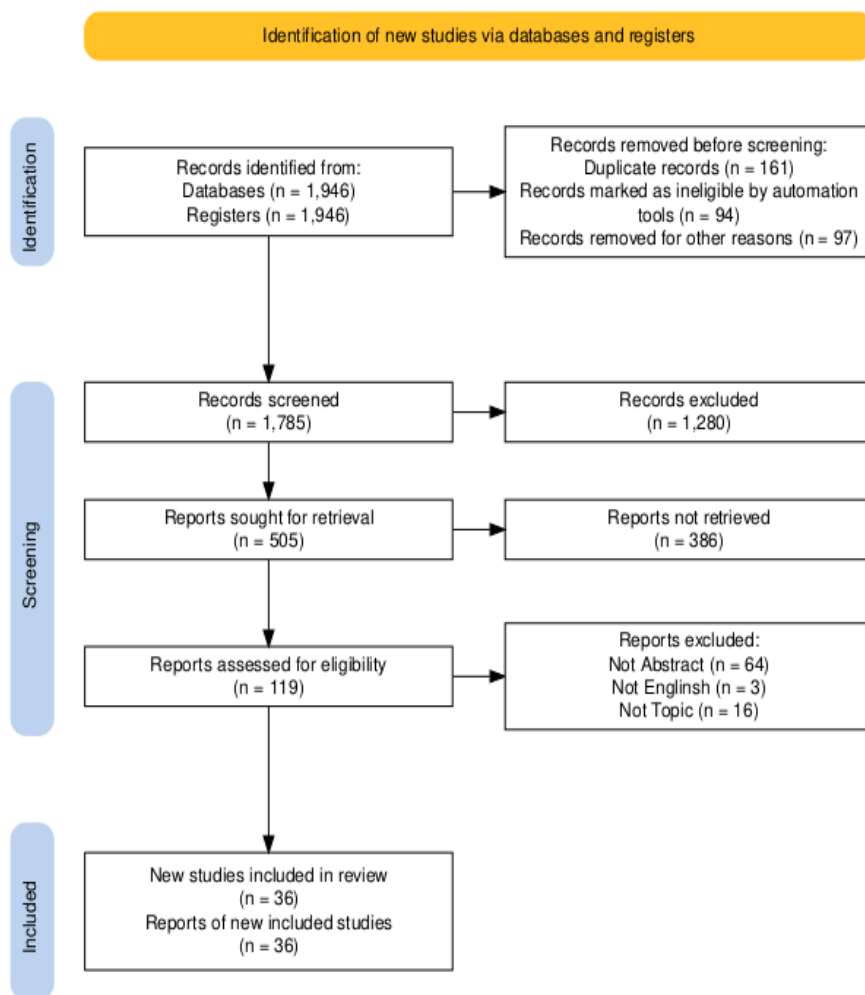 Identification of new studies via databases and registers
Identification
Records identified from:
Databases (n = 1,946)
Registers (n = 1,946)
Records removed before screening:
Duplicate records (n = 161)
Records marked as ineligible by automation
tools (n = 94)
Records removed for other reasons (n = 97)
Screening
Records screened
(n = 1,785)
Records excluded
(n = 1,280)
Reports sought for retrieval
(n = 505)
Reports not retrieved
(n = 386)
Reports assessed for eligibility
(n = 119)
Reports excluded:
Not Abstract (n = 64)
Not Englinsh (n = 3)
Not Topic (n = 16)
Included
New studies included in review
(n = 36)
Reports of new included studies
(n = 36)